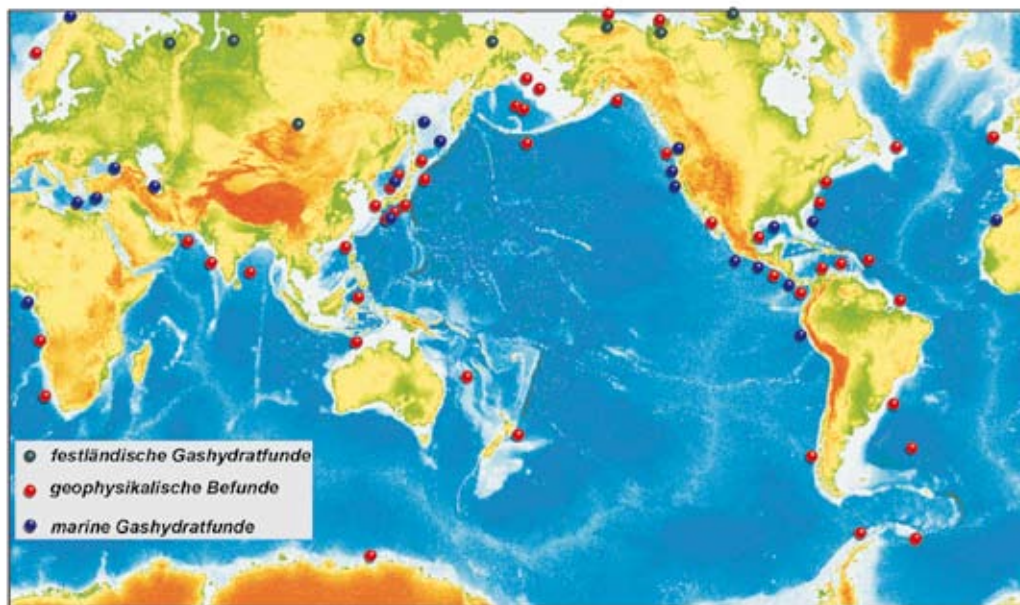 festländische Gashydratfunde
geophysikalische Befunde
marine Gashydratfunde